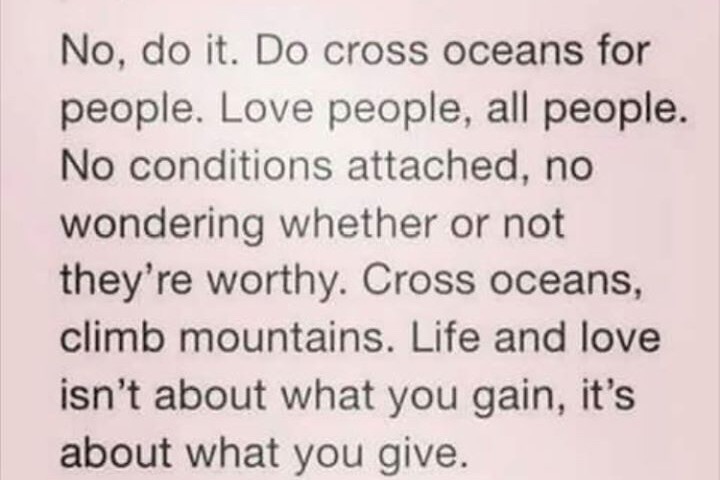 No, do it. Do cross oceans for
people. Love people, all people.
No conditions attached, no
wondering whether or not
they're worthy. Cross oceans,
climb mountains. Life and love
isn't about what you gain, it's
about what you give.